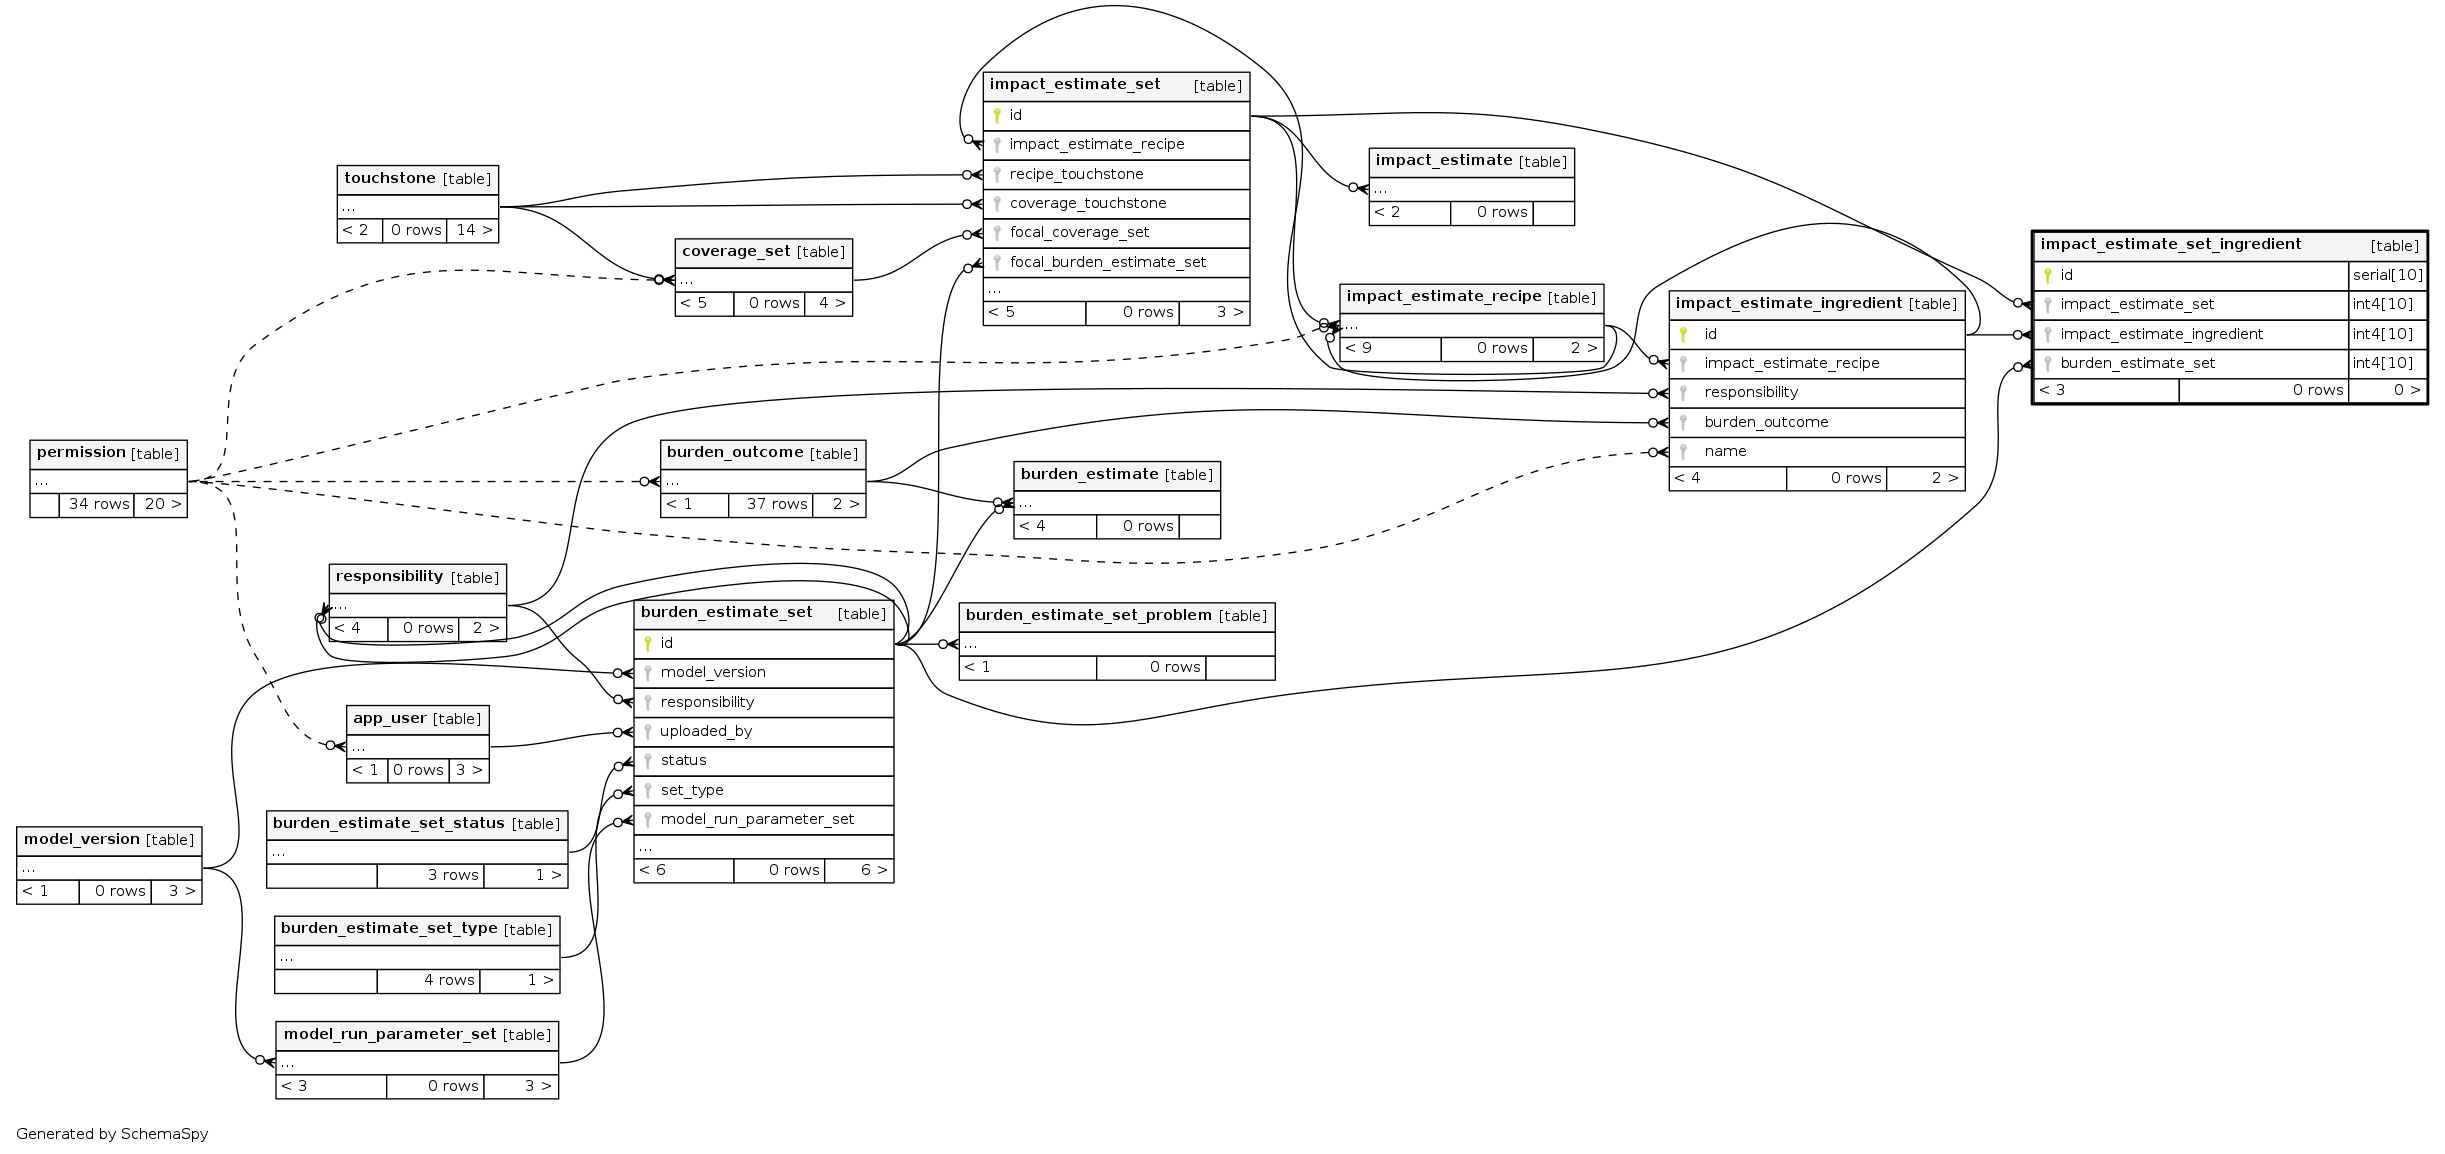 impact_estimate_set [table]
id
impact_estimate_recipe
recipe_touchstone
coverage_touchstone
focal_coverage_set
focal_burden_estimate_set
...
< 5 0 rows 3 >
impact_estimate [table]
...
< 2 0 rows
touchstone [table]
...
< 2 0 rows 14 >
coverage_set [table]
...
< 5 0 rows 4 >
impact_estimate_set_ingredient [table]
id serial[10]
impact_estimate_set int4[10]
impact_estimate_ingredient int4[10]
burden_estimate_set int4[10]
< 3 0 rows 0 >
impact_estimate_recipe [table]
...
< 9 0 rows 2 >
impact_estimate_ingredient [table]
id
impact_estimate_recipe
responsibility
burden_outcome
name
< 4 0 rows 2 >
permission [table]
...
34 rows 20 >
burden_outcome [table]
...
< 1 37 rows 2 >
burden_estimate [table]
...
< 4 0 rows
responsibility [table]
...
< 4 0 rows 2 >
burden_estimate_set [table]
id
model_version
responsibility
uploaded_by
status
set_type
model_run_parameter_set
...
< 6 0 rows 6 >
burden_estimate_set_problem [table]
...
< 1 0 rows
app_user [table]
...
< 1 0 rows 3 >
burden_estimate_set_status [table]
...
3 rows 1 >
model_version [table]
...
< 1 0 rows 3 >
burden_estimate_set_type [table]
...
4 rows 1 >
model_run_parameter_set [table]
...
< 3 0 rows 3 >
Generated by SchemaSpy